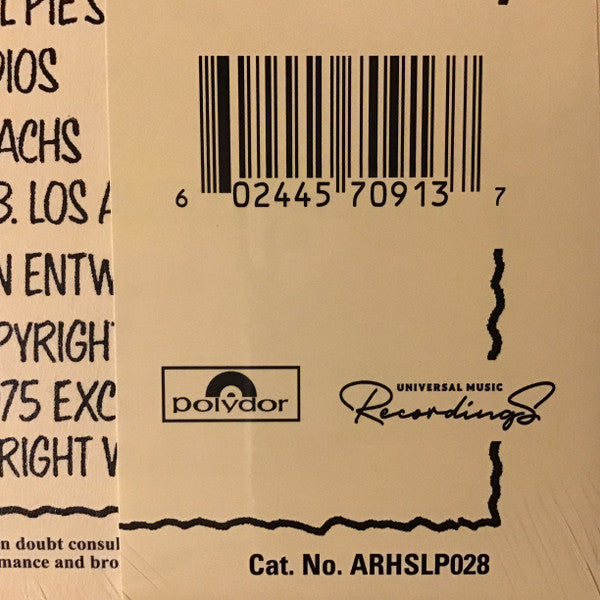 L PIE'S
PIOS
ACHS
3. LOS A
N ENTW
PYRIGHT
75 EXC
RIGHT V
n doubt consul
mance and bro
6 02445 70913 7
polydor
UNIVERSAL MUSIC
Recordings
Cat. No. ARHSLP028